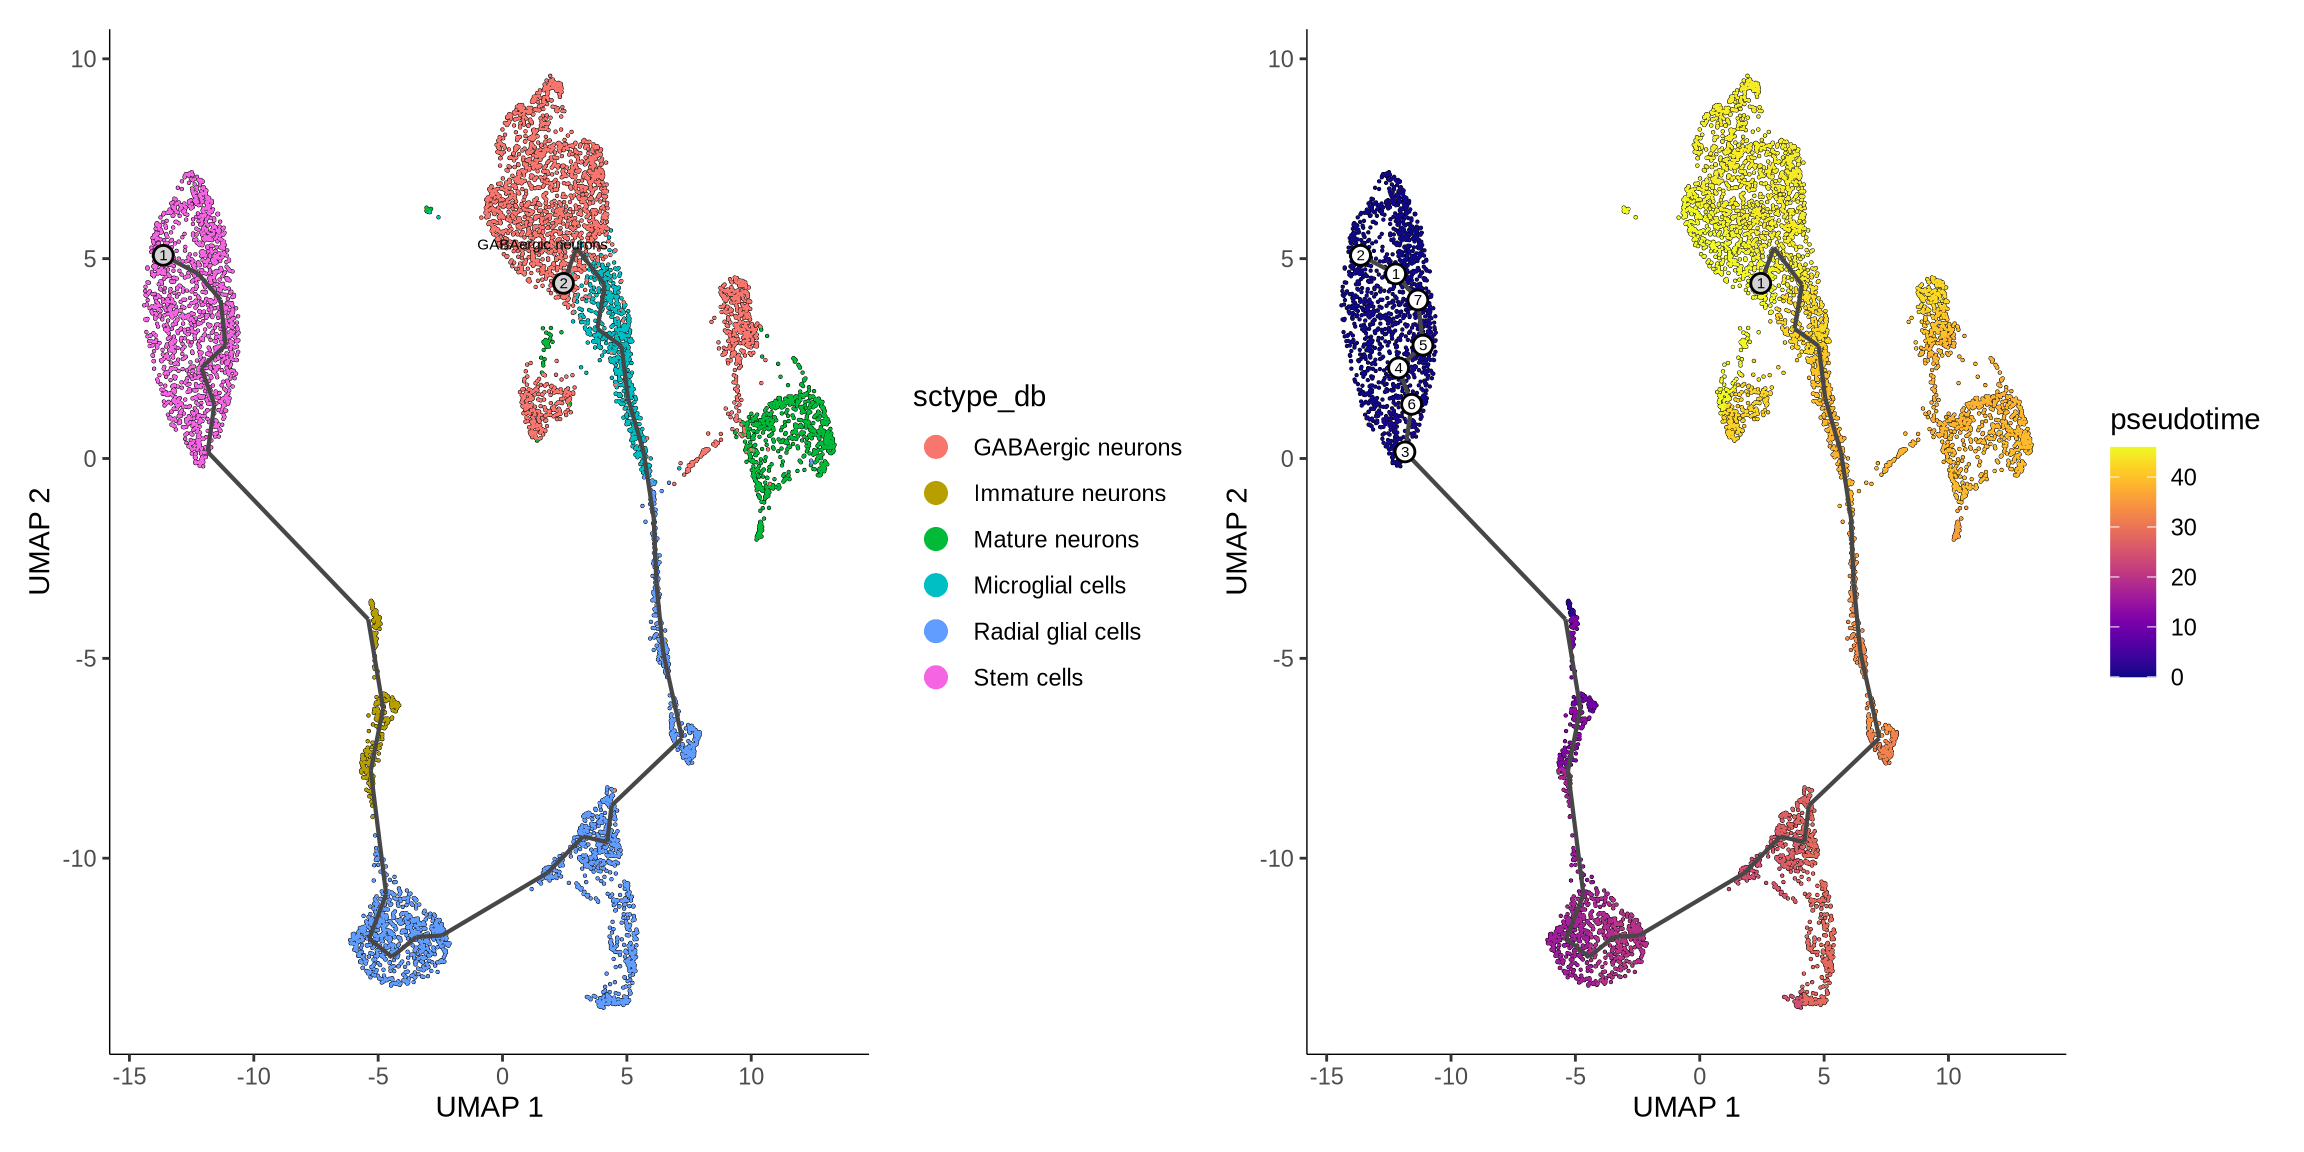 10
5
0
-5
-10
UMAP 2
-15
-10
-5
0
5
10
UMAP 1
1
GABAergic neurons
2
sctype_db
GABAergic neurons
Immature neurons
Mature neurons
Microglial cells
Radial glial cells
Stem cells
10
5
0
-5
-10
UMAP 2
-15
-10
-5
0
5
10
UMAP 1
2
1
7
5
4
6
3
1
pseudotime
40
30
20
10
0